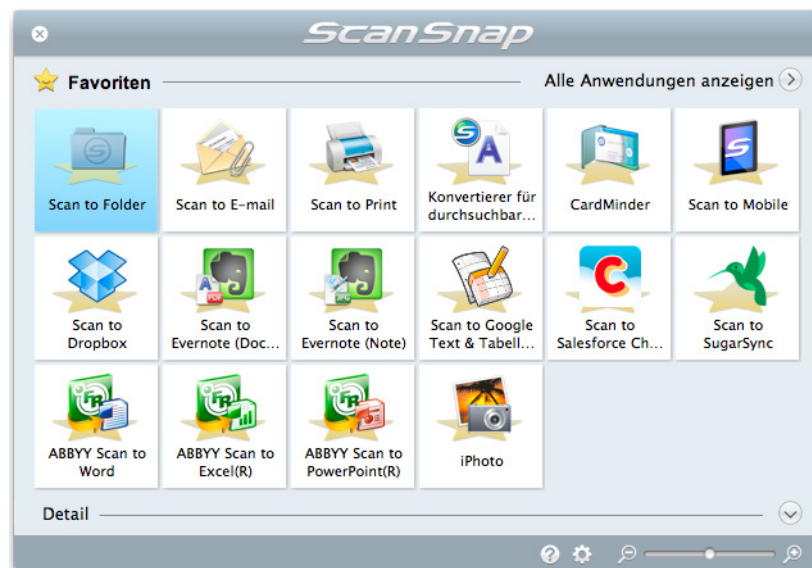 ScanSnap
Favoriten
Alle Anwendungen anzeigen
Scan to Folder
Scan to E-mail
Scan to Print
Konvertierer für
durchsuchbar...
CardMinder
Scan to Mobile
Scan to
Dropbox
Scan to
Evernote (Doc...
Scan to
Evernote (Note)
Scan to Google
Text & Tabell...
Scan to
Salesforce Ch...
Scan to
SugarSync
ABBYY Scan to
Word
ABBYY Scan to
Excel(R)
ABBYY Scan to
PowerPoint(R)
iPhoto
Detail